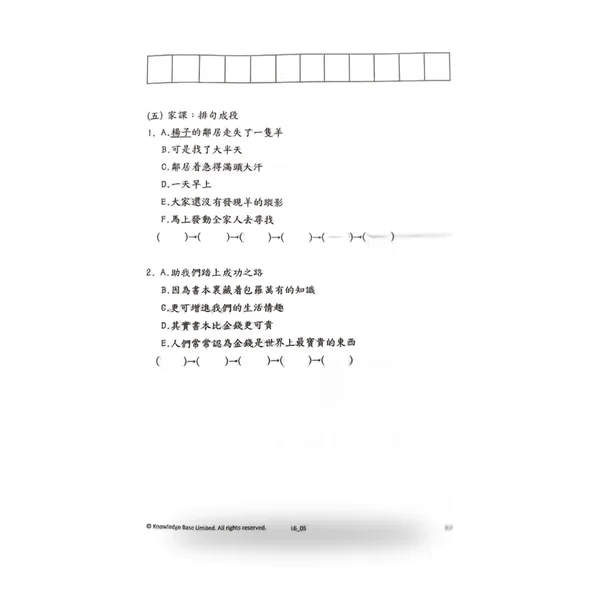 (五) 家課：排句成段
1. A.楊子的鄰居走失了一隻羊
B.可是找了大半天
C.鄰居着急得滿頭大汗
D.一天早上
E.大家還沒有發現羊的蹤影
F.馬上發動全家人去尋找
( )→( )→( )→( )→( )→( )
2. A.助我們踏上成功之路
B.因為書本裏藏着包羅萬有的知識
C.更可增進我們的生活情趣
D.其實書本比金錢更可貴
E.人們常常認為金錢是世界上最寶貴的東西
( )→( )→( )→( )→( )
© Knowledge Base Limited. All rights reserved. L6_05